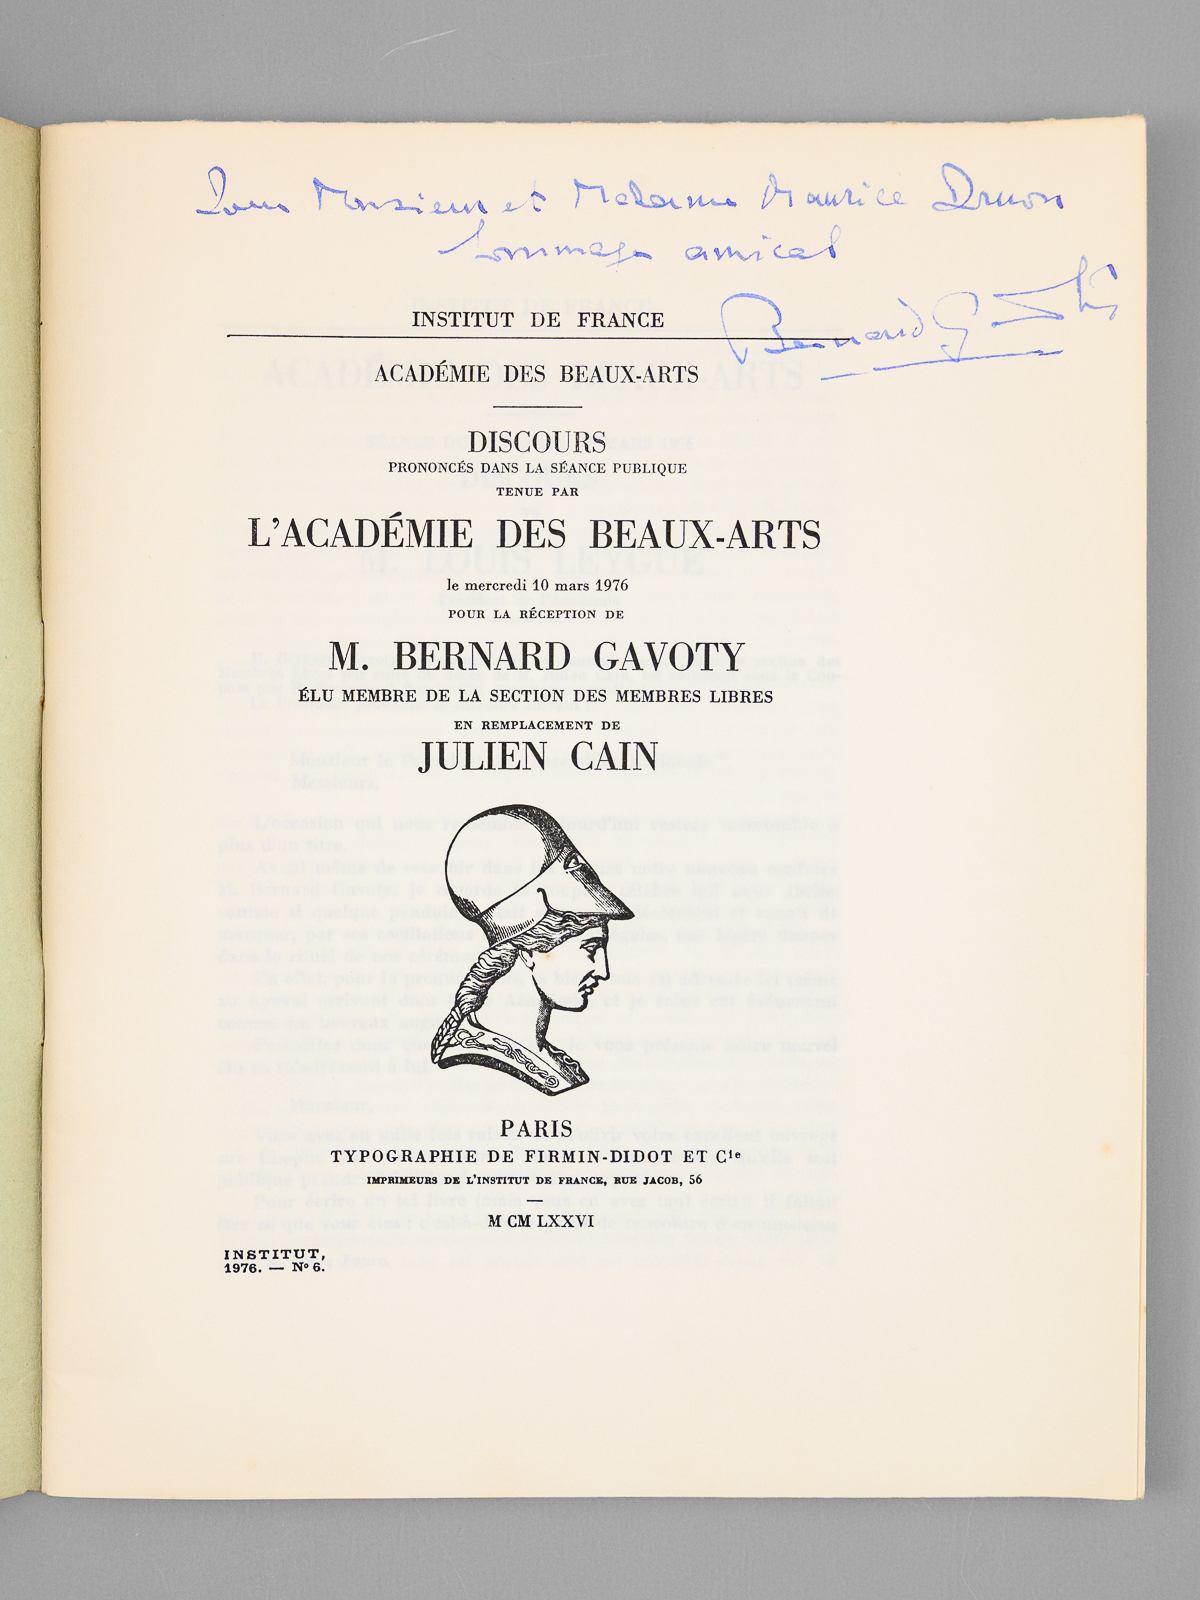 Pour Monsieur et Madame Maurice Druon
hommage amical
Bernard Gavoty
INSTITUT DE FRANCE
ACADÉMIE DES BEAUX-ARTS
DISCOURS
PRONONCÉS DANS LA SÉANCE PUBLIQUE
TENUE PAR
L'ACADÉMIE DES BEAUX-ARTS
le mercredi 10 mars 1976
POUR LA RÉCEPTION DE
M. BERNARD GAVOTY
ÉLU MEMBRE DE LA SECTION DES MEMBRES LIBRES
EN REMPLACEMENT DE
JULIEN CAIN
PARIS
TYPOGRAPHIE DE FIRMIN-DIDOT ET Cie
IMPRIMEURS DE L'INSTITUT DE FRANCE, RUE JACOB, 56
M CM LXXVI
INSTITUT,
1976. — No 6.